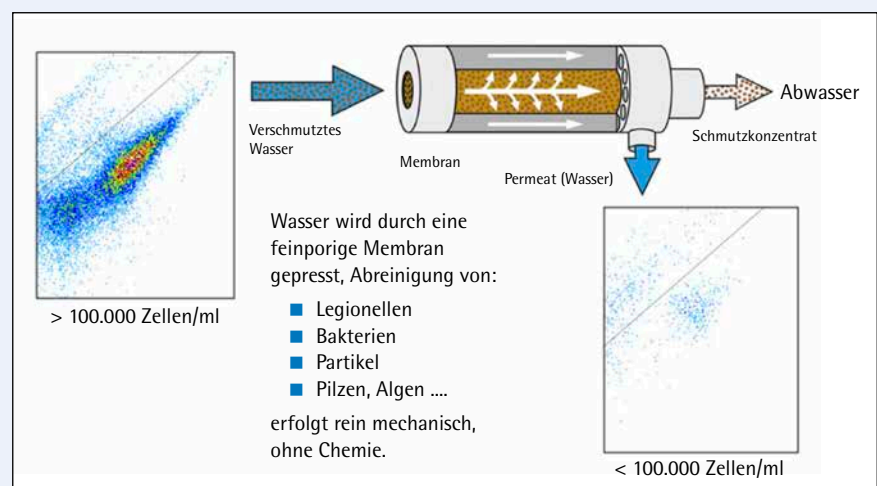 > 100.000 Zellen/ml
Verschmutztes
Wasser
Membran
Permeat (Wasser)
Abwasser
Schmutzkonzentrat
Wasser wird durch eine
feinporige Membran
gepresst, Abreinigung von:
Legionellen
Bakterien
Partikel
Pilzen, Algen ....
erfolgt rein mechanisch,
ohne Chemie.
< 100.000 Zellen/ml